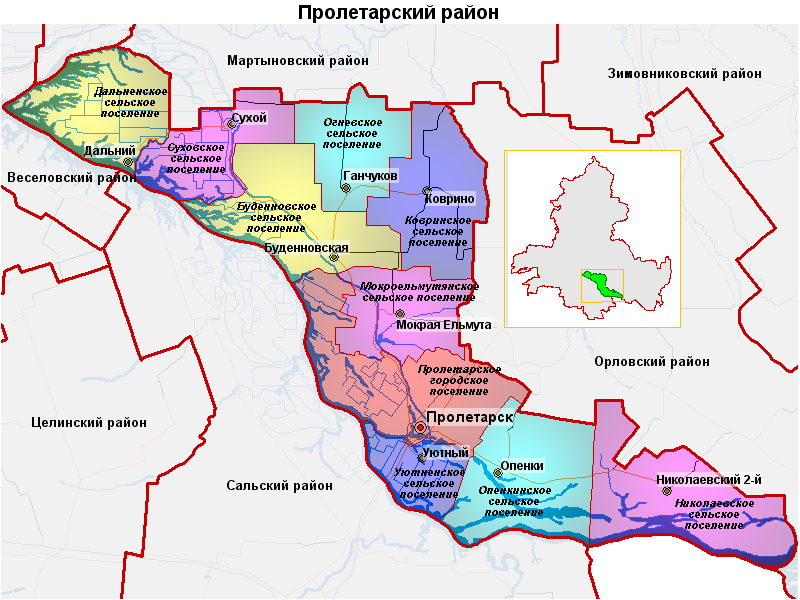 Пролетарский район
Мартыновский район
Зимовниковский район
Дальненское
сельское
поселение
Сухой
Огневское
сельское
поселение
Дальний
Суховское
сельское
поселение
Веселовский район
Ганчуков
Коврино
Буденновское
сельское
поселение
Ковринское
сельское
поселение
Буденновская
Мокроельмутянское
сельское поселение
Мокрая Ельмута
Орловский район
Пролетарское
городское
поселение
Целинский район
Пролетарск
Уютный
Опенки
Сальский район
Уютненское
сельское
поселение
Опенкинское
сельское
поселение
Николаевский 2-й
Николаевское
сельское
поселение